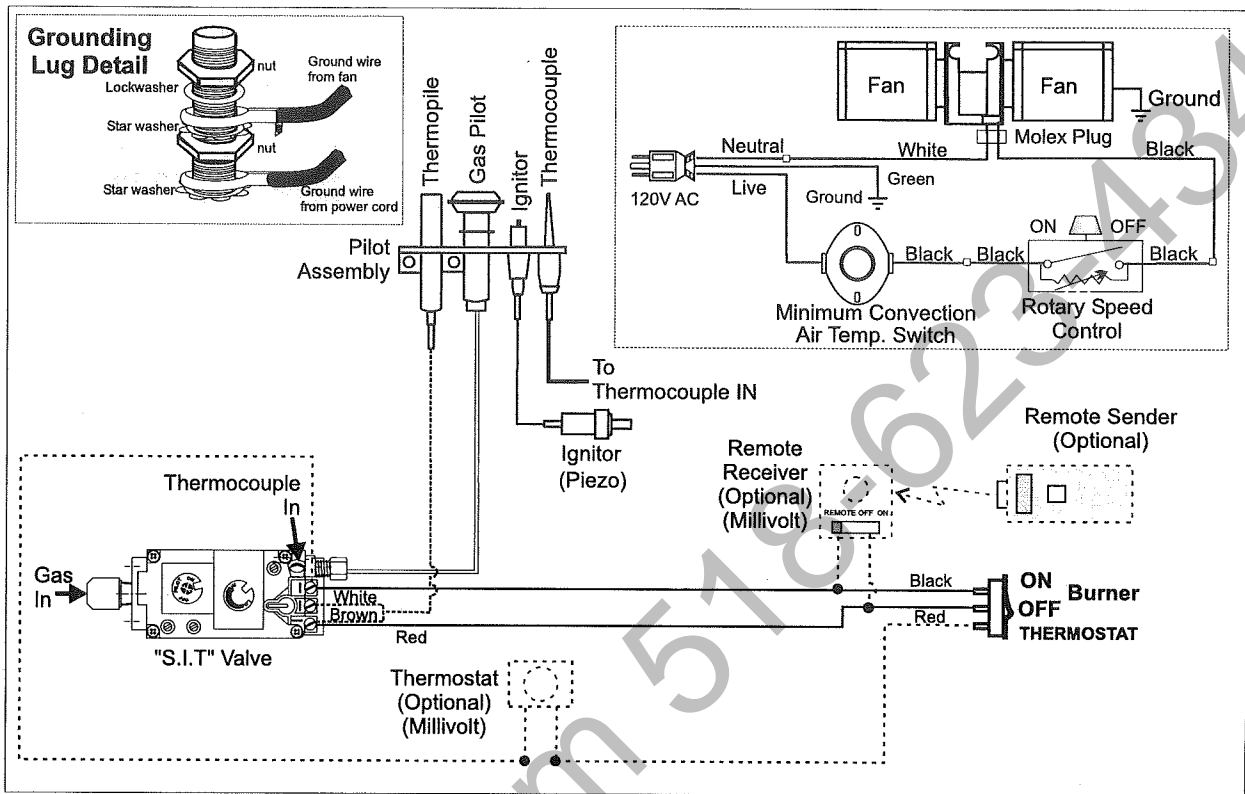 Grounding
Lug Detail
nut
Lockwasher
Ground wire
from fan
Star washer
nut
Star washer
Ground wire
from power cord
Thermopile
Gas Pilot
Ignitor
Thermocouple
Pilot
Assembly
To
Thermocouple IN
Ignitor
(Piezo)
Fan
Fan
Ground
Molex Plug
Neutral
White
Black
Green
Live
120V AC
Ground
ON
OFF
Black
Black
Black
Minimum Convection
Air Temp. Switch
Rotary Speed
Control
Remote Sender
(Optional)
Remote
Receiver
(Optional)
(Millivolt)
REMOTE OFF ON
Thermocouple
In
Gas
In
White
Brown
Red
"S.I.T" Valve
Black
Red
ON
Burner
OFF
THERMOSTAT
Thermostat
(Optional)
(Millivolt)
m 518-623-434